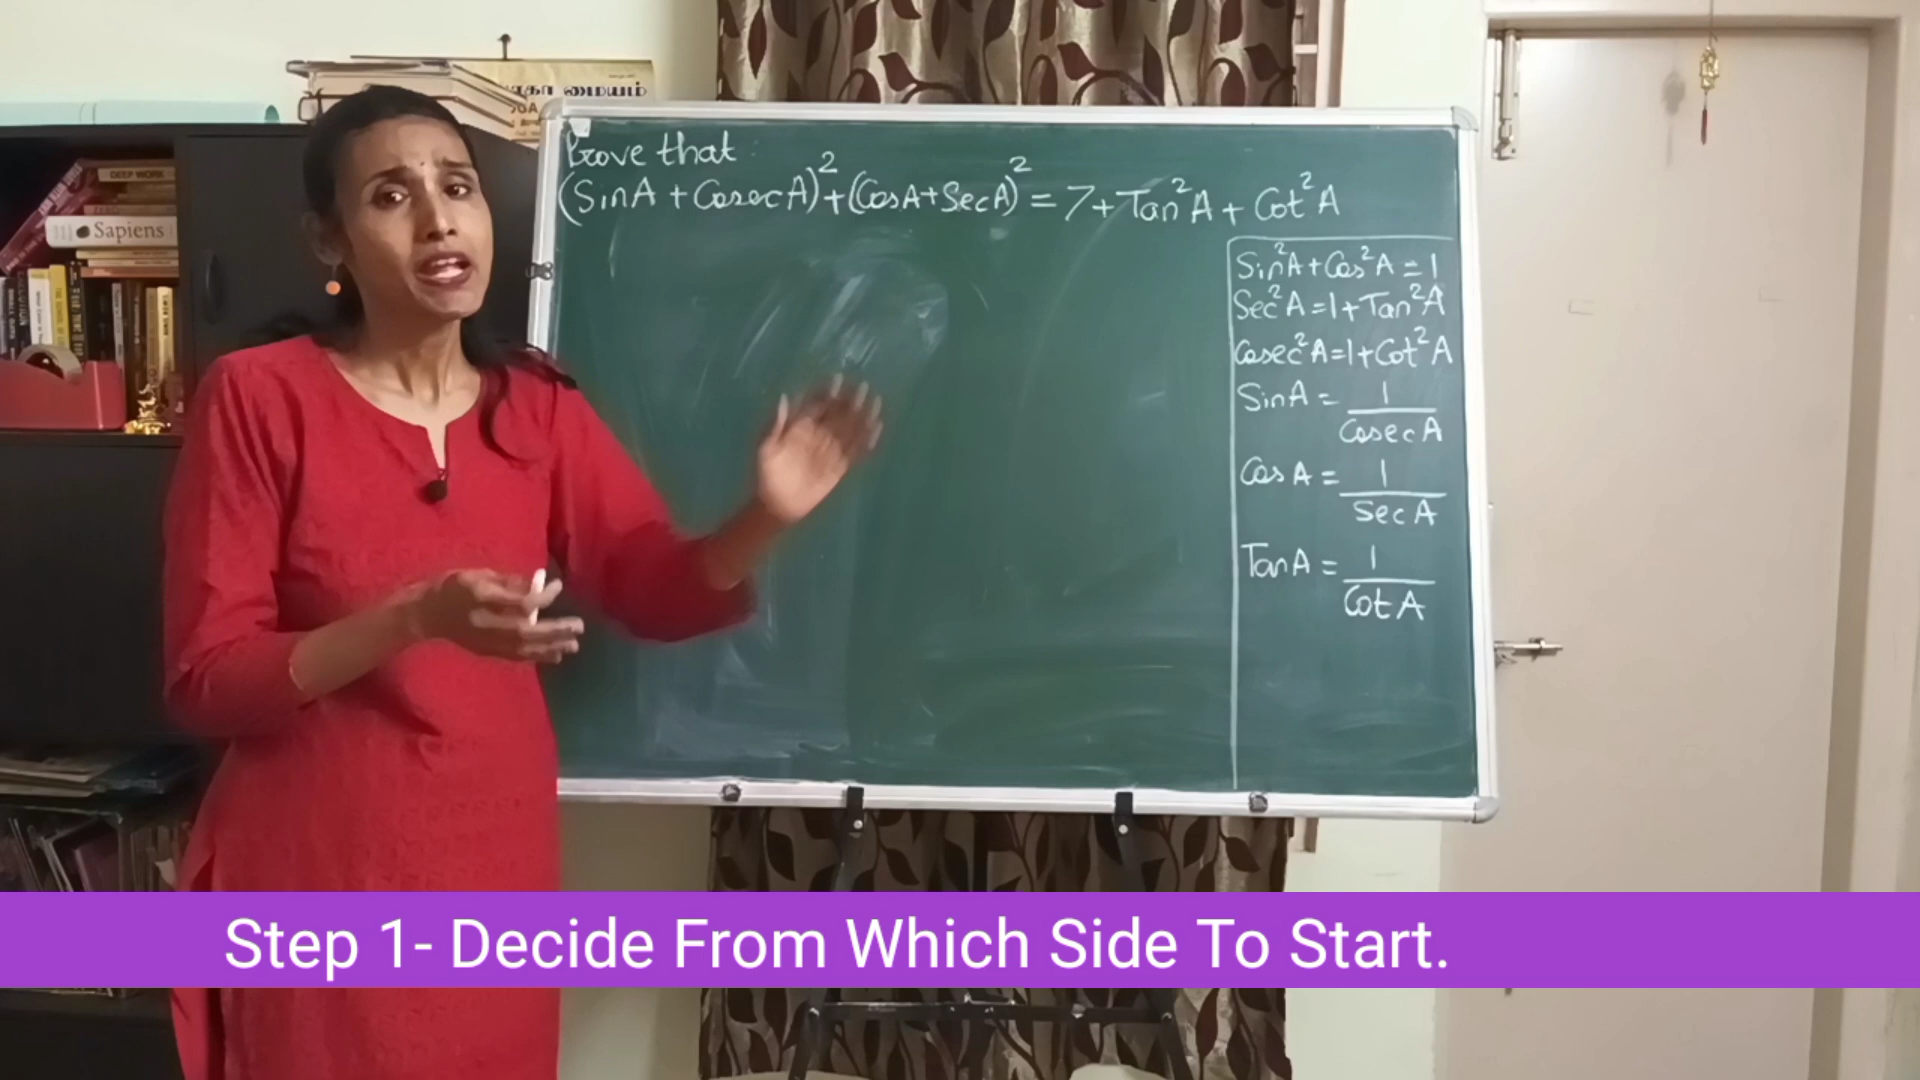 ோகா மையம்
DEEP WORK
Sapiens
Prove that :
(SinA + CosecA)² + (CosA + SecA)² = 7 + Tan²A + Cot²A
Sin²A + Cos²A = 1
Sec²A = 1 + Tan²A
Cosec²A = 1 + Cot²A
SinA = 1
CosecA
Cos A = 1
Sec A
TanA = 1
Cot A
Step 1- Decide From Which Side To Start.